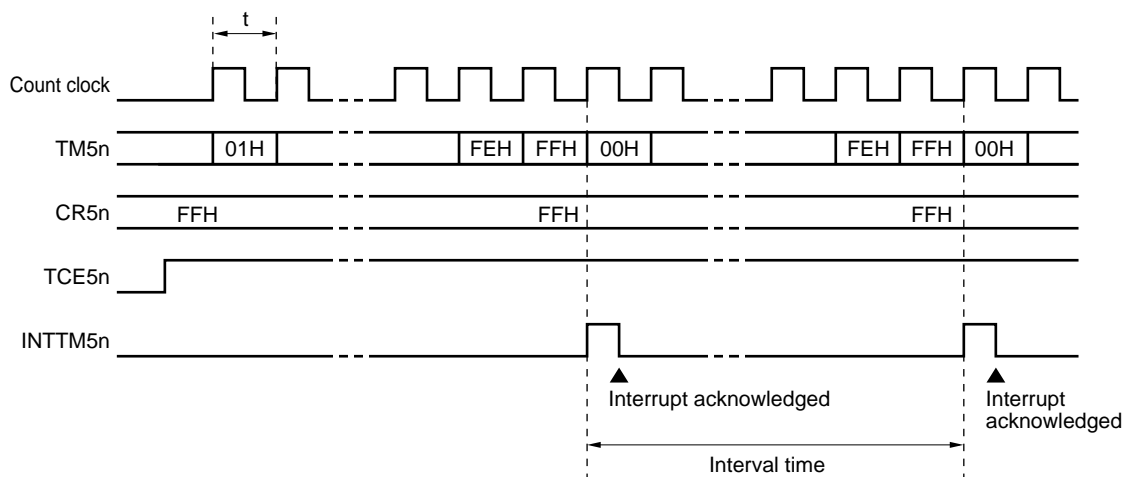 t
Count clock
TM5n 01H FEH FFH 00H FEH FFH 00H
CR5n FFH FFH FFH
TCE5n
INTTM5n
Interrupt acknowledged Interrupt
acknowledged
Interval time